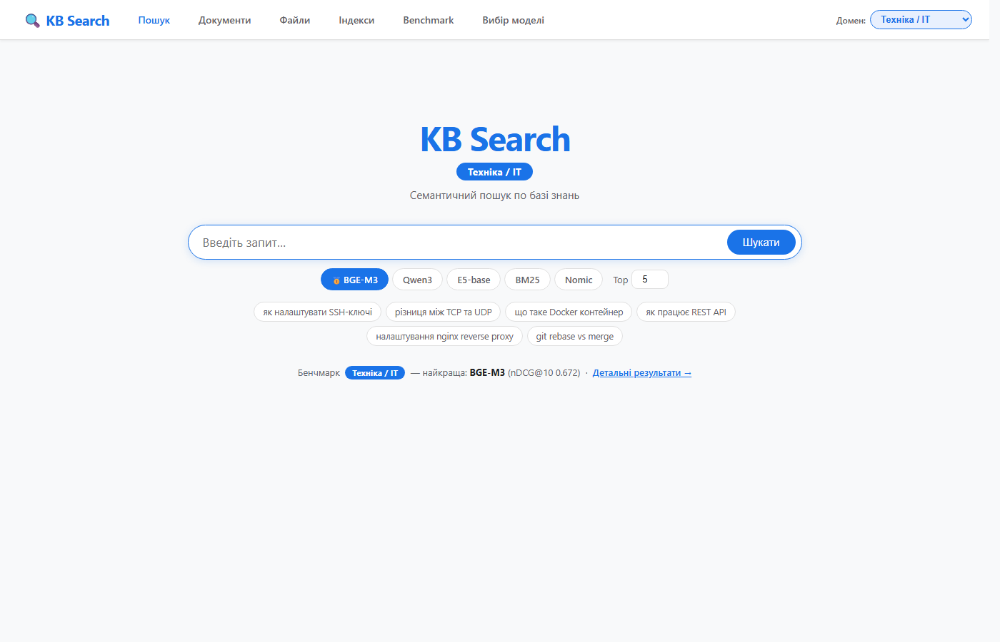 KB Search Пошук Документи Файли Індекси Benchmark Вибір моделі Домен: Техніка / IT
KB Search
Техніка / IT
Семантичний пошук по базі знань
Введіть запит... Шукати
BGE-M3 Qwen3 E5-base BM25 Nomic Top 5
як налаштувати SSH-ключі різниця між TCP та UDP що таке Docker контейнер як працює REST API
налаштування nginx reverse proxy git rebase vs merge
Бенчмарк Техніка / IT — найкраща: BGE-M3 (nDCG@10 0.672) · Детальні результати →